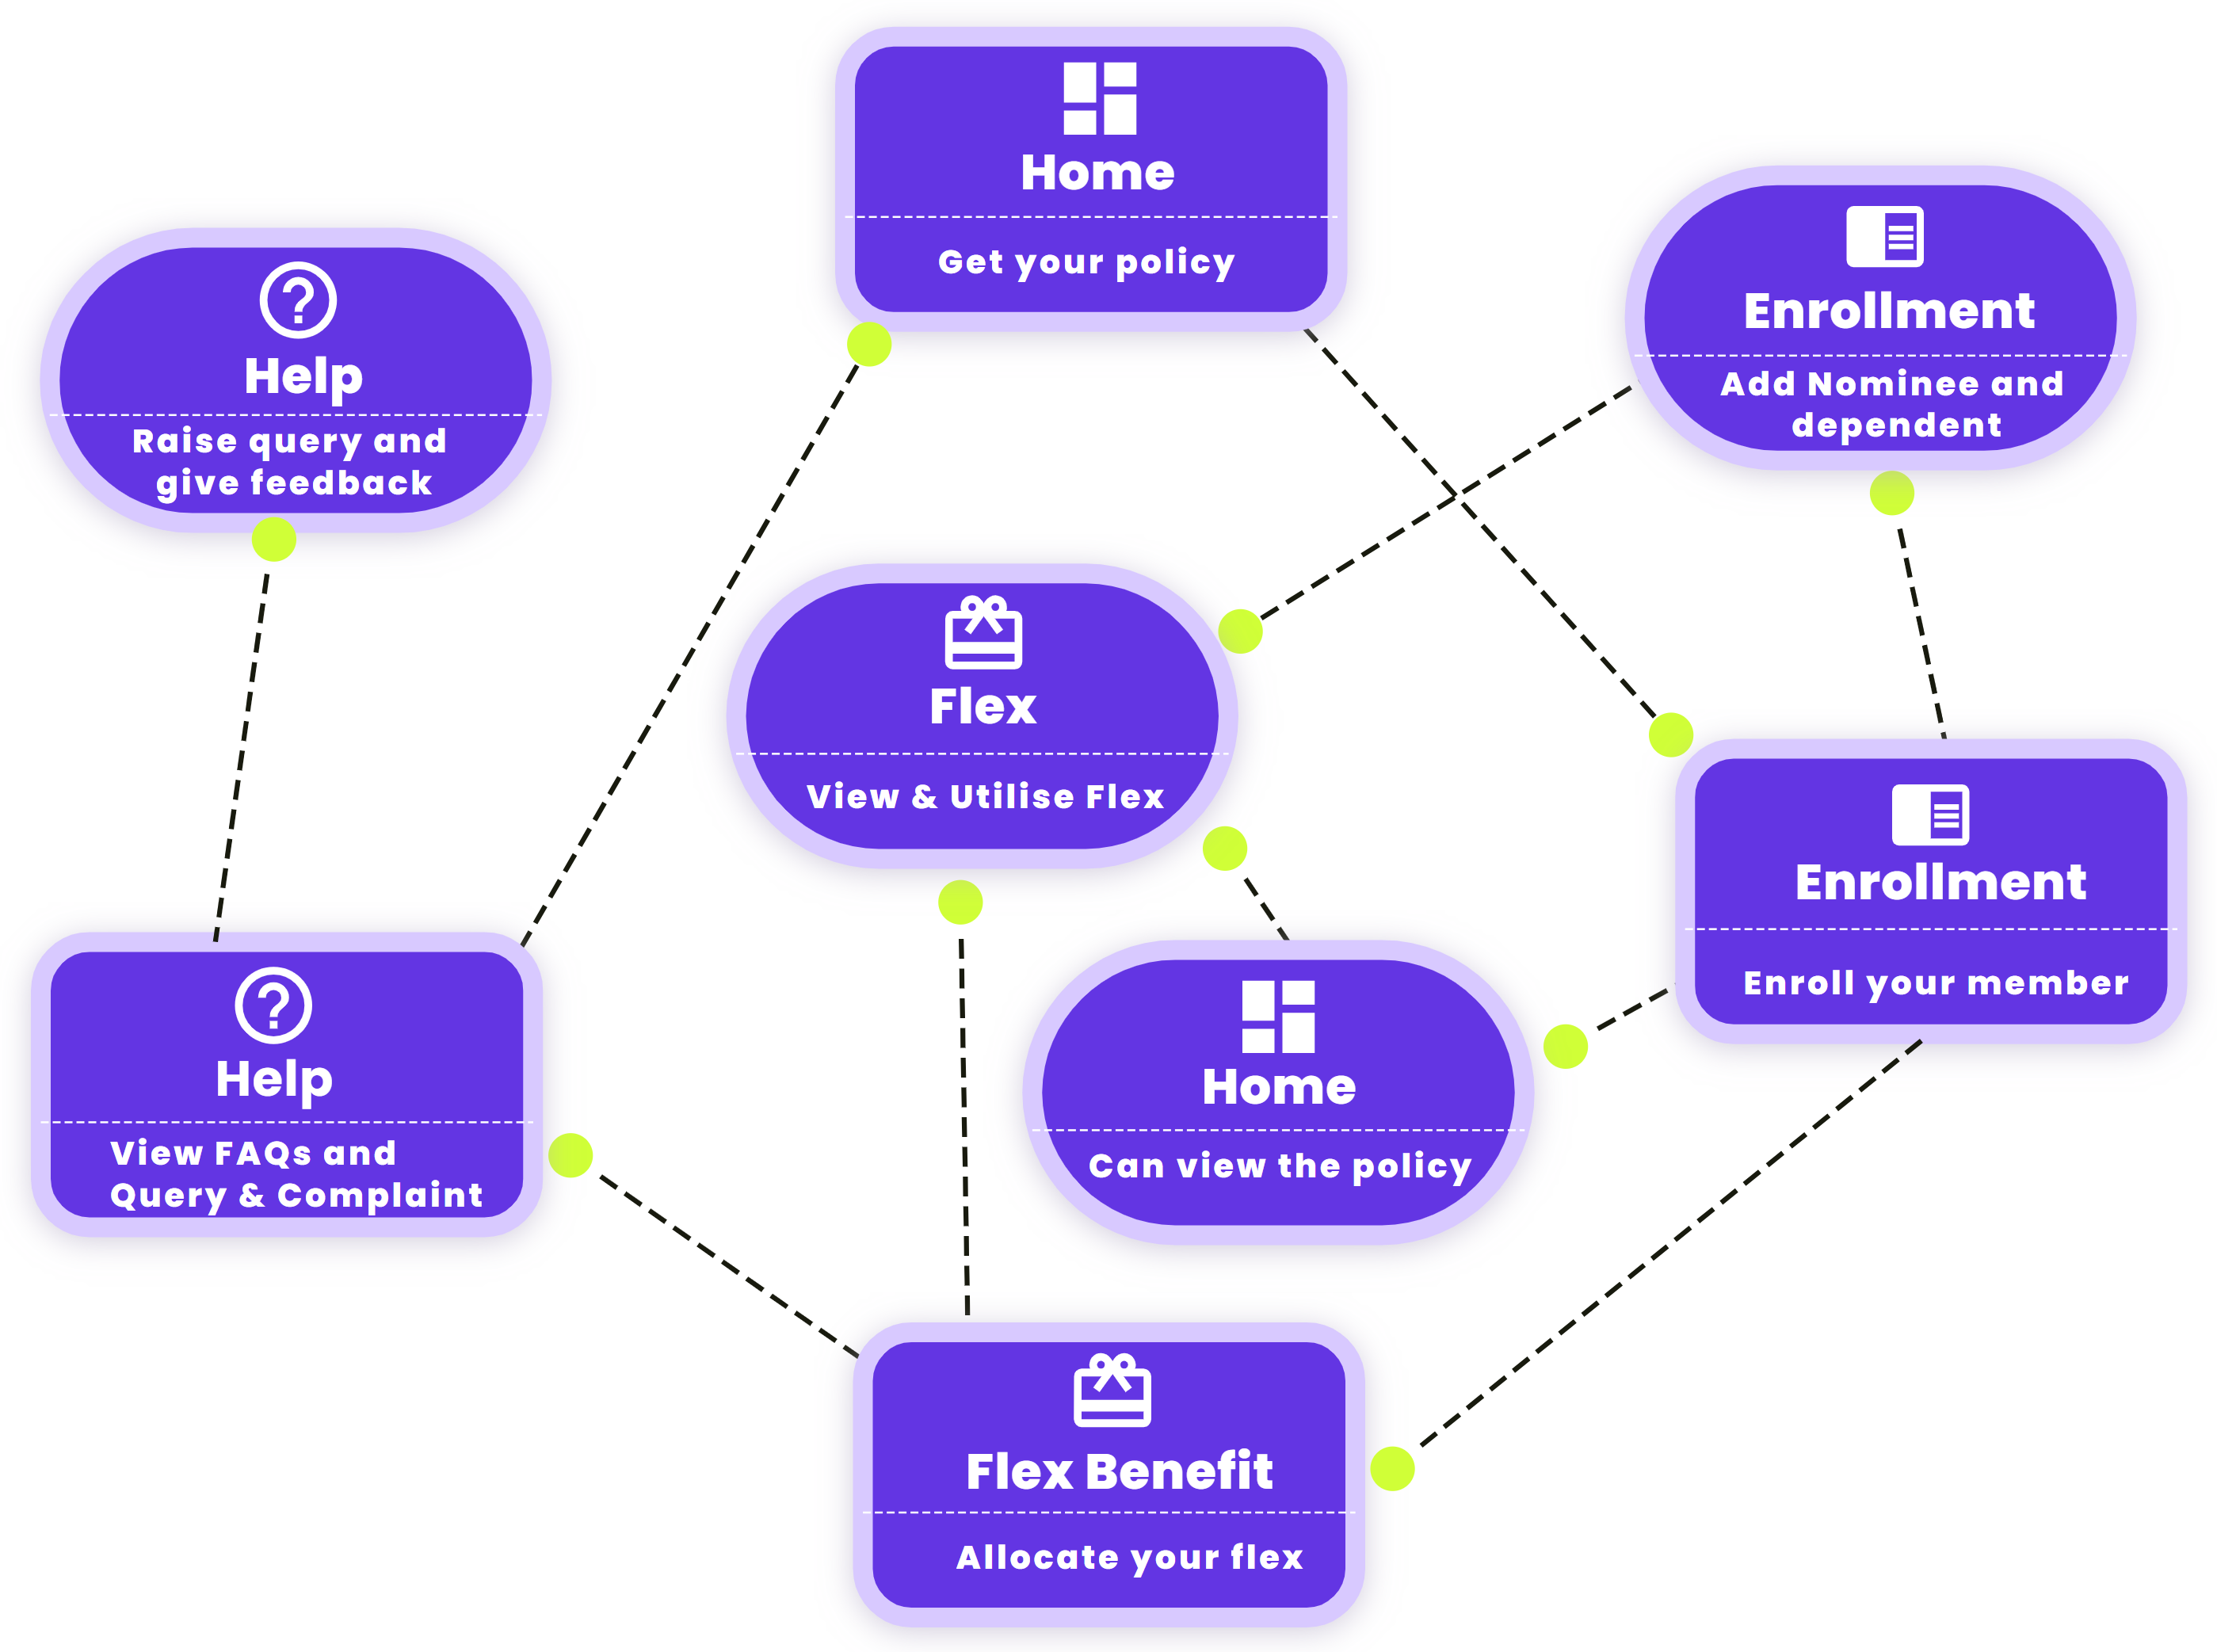 Home
Get your policy
Enrollment
Add Nominee and
dependent
Help
Raise query and
give feedback
Flex
View & Utilise Flex
Enrollment
Enroll your member
Help
View FAQs and
Query & Complaint
Home
Can view the policy
Flex Benefit
Allocate your flex